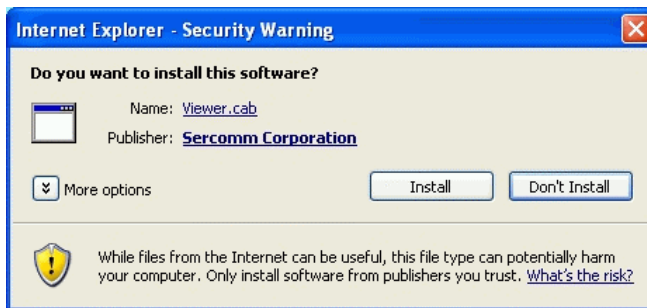 Internet Explorer - Security Warning
Do you want to install this software?
Name: Viewer.cab
Publisher: Sercomm Corporation
More options
Install
Don't Install
While files from the Internet can be useful, this file type can potentially harm
your computer. Only install software from publishers you trust. What's the risk?